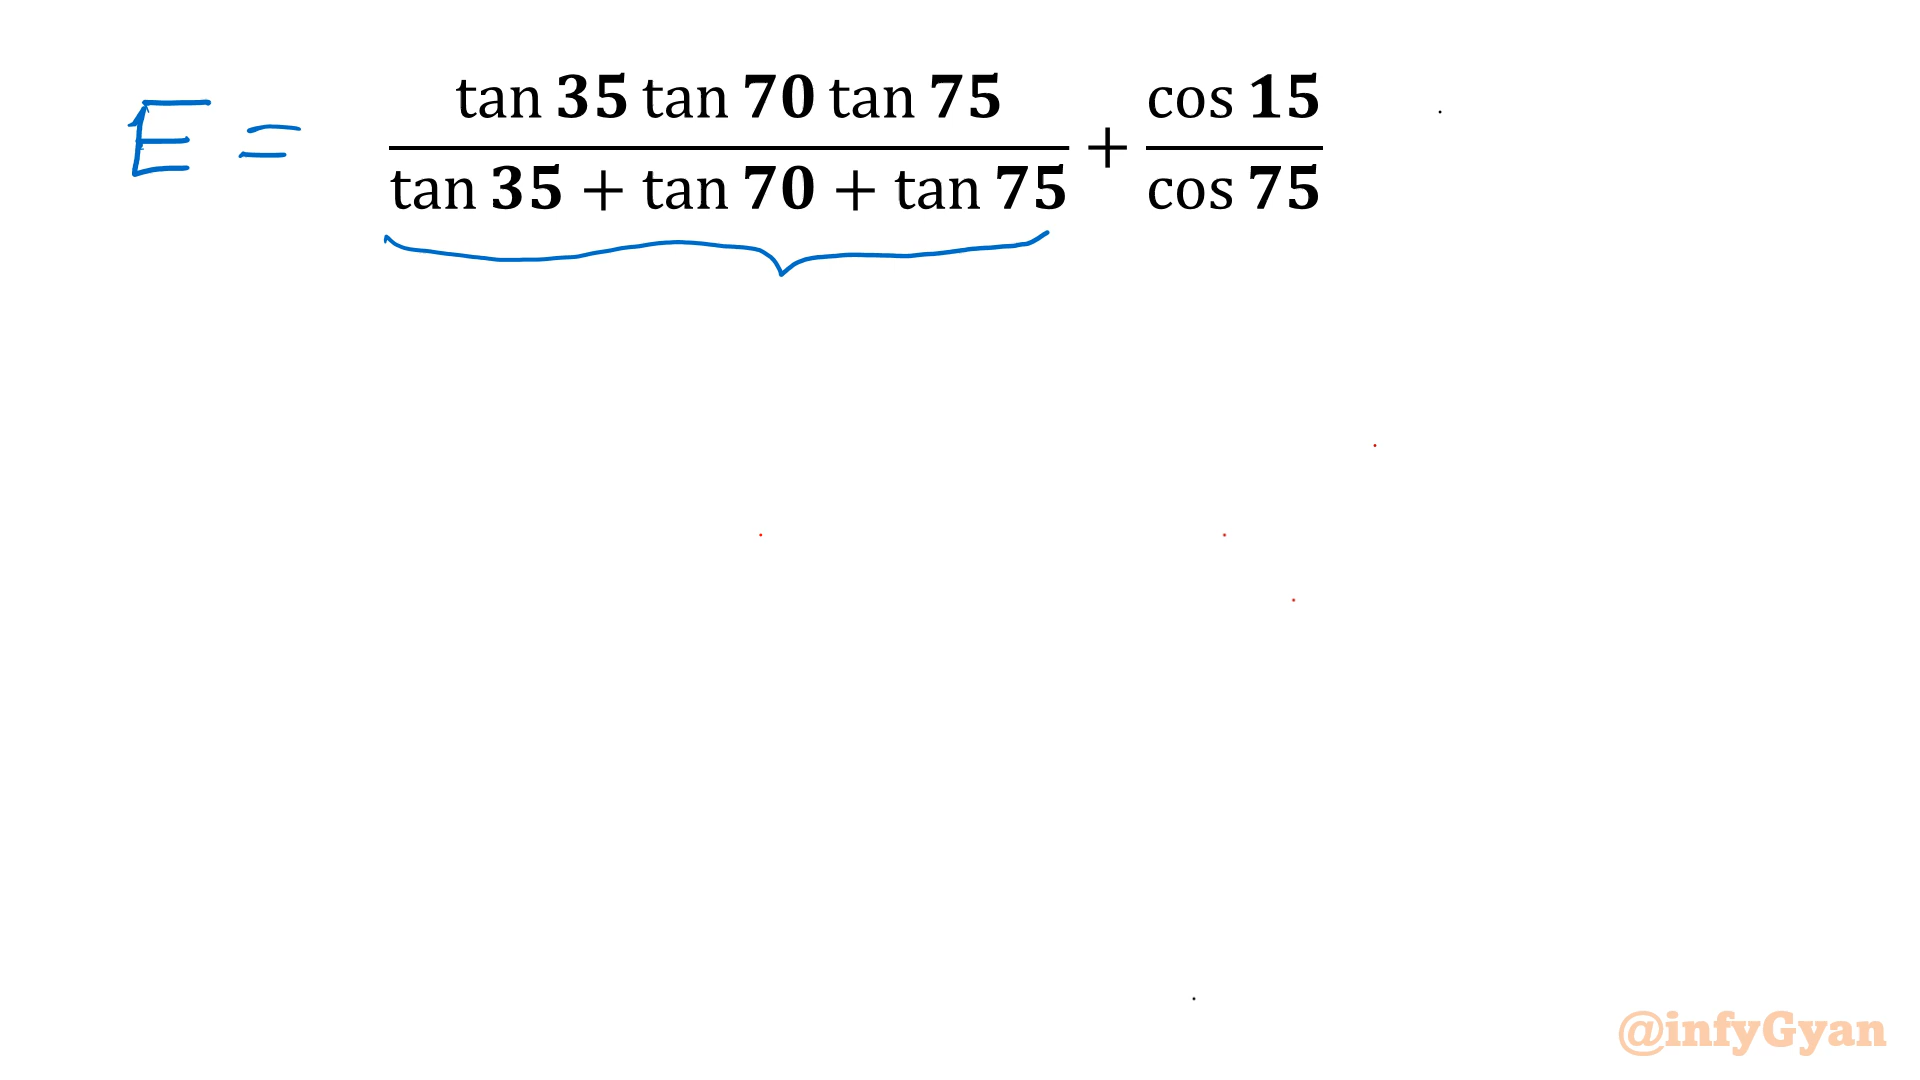 E = tan 35 tan 70 tan 75 / tan 35 + tan 70 + tan 75 + cos 15 / cos 75
@infyGyan